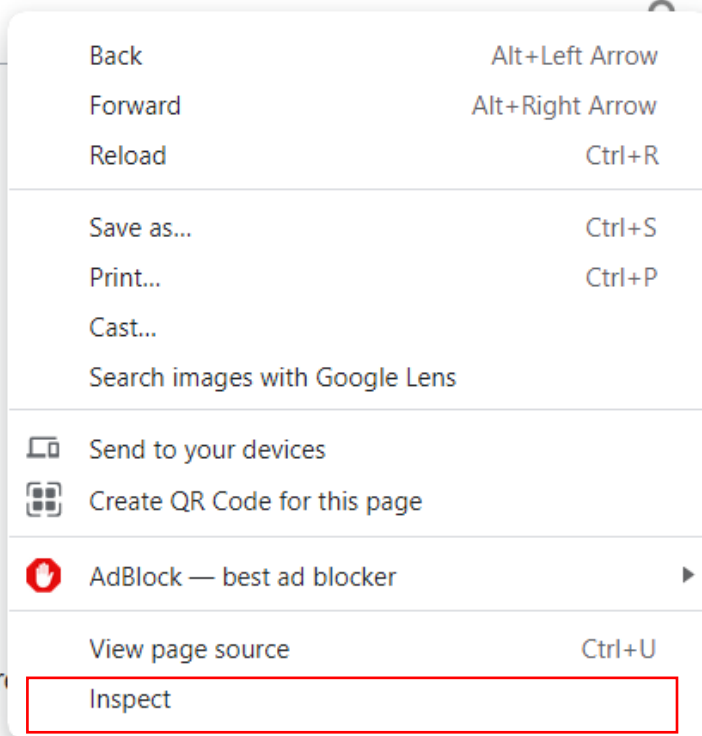 Back Alt+Left Arrow
Forward Alt+Right Arrow
Reload Ctrl+R
Save as... Ctrl+S
Print... Ctrl+P
Cast...
Search images with Google Lens
Send to your devices
Create QR Code for this page
AdBlock — best ad blocker
View page source Ctrl+U
Inspect